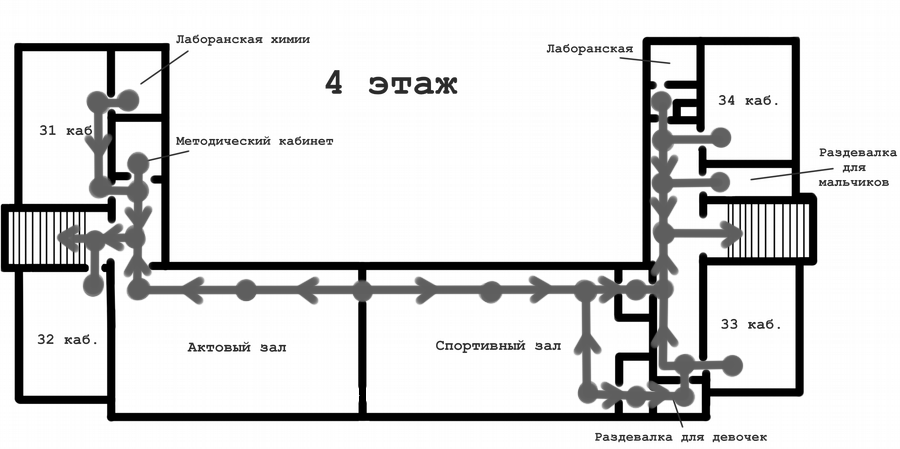 Лаборанская химии
4 этаж
Лаборанская
31 каб
34 каб.
Методический кабинет
Раздевалка
для
мальчиков
32 каб.
Актовый зал
Спортивный зал
33 каб.
Раздевалка для девочек